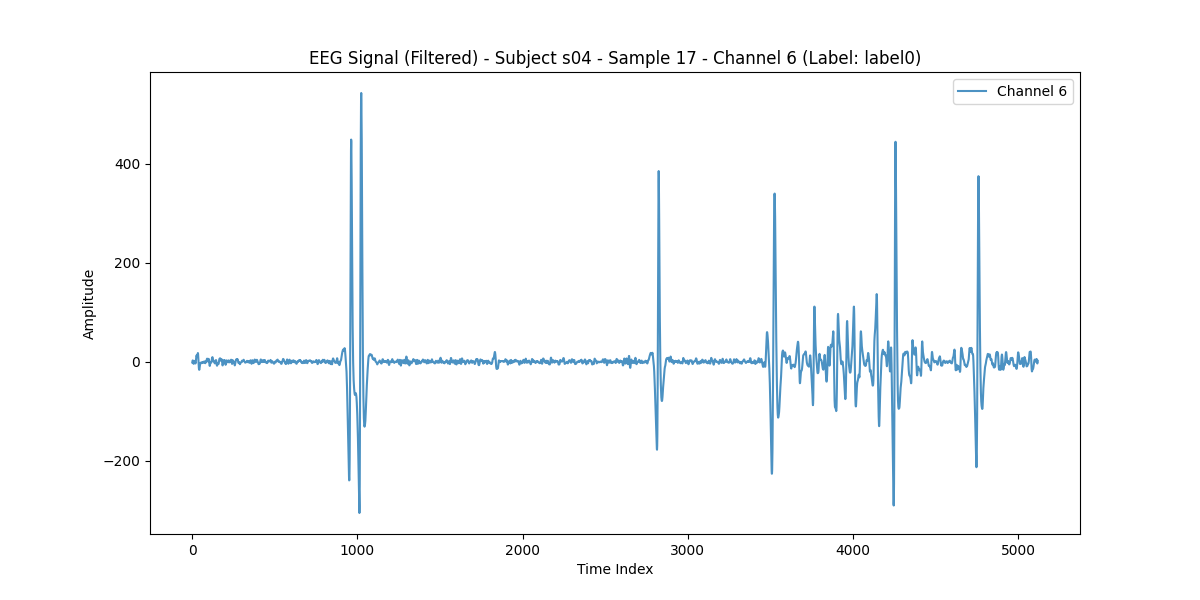 EEG Signal (Filtered) - Subject s04 - Sample 17 - Channel 6 (Label: label0)
Channel 6
400
200
0
−200
Amplitude
0 1000 2000 3000 4000 5000
Time Index